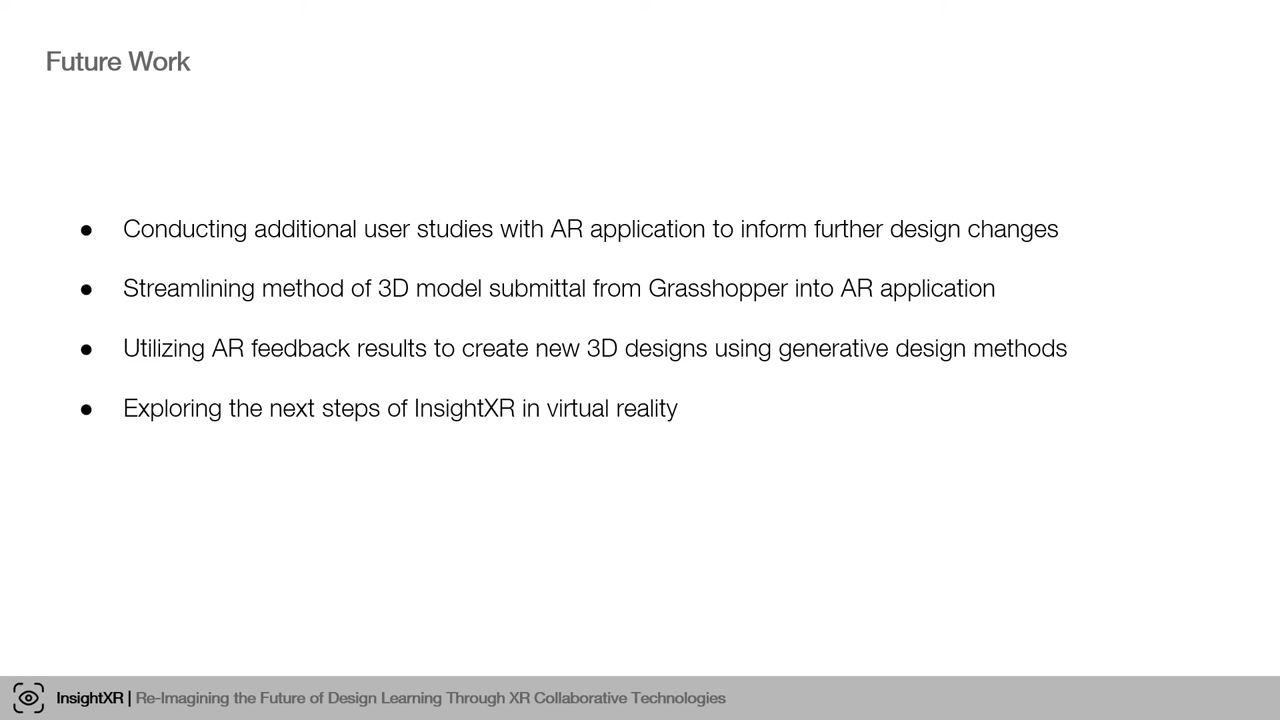 Future Work
● Conducting additional user studies with AR application to inform further design changes
● Streamlining method of 3D model submittal from Grasshopper into AR application
● Utilizing AR feedback results to create new 3D designs using generative design methods
● Exploring the next steps of InsightXR in virtual reality
InsightXR | Re-Imagining the Future of Design Learning Through XR Collaborative Technologies